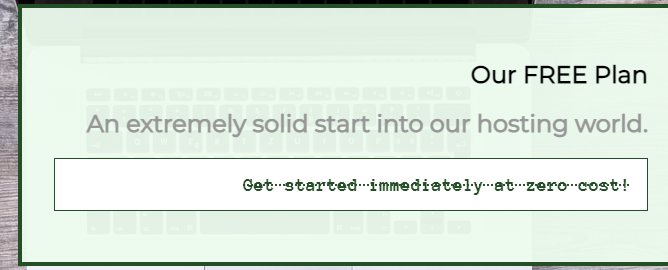 Our FREE Plan
An extremely solid start into our hosting world.
Get started immediately at zero cost!